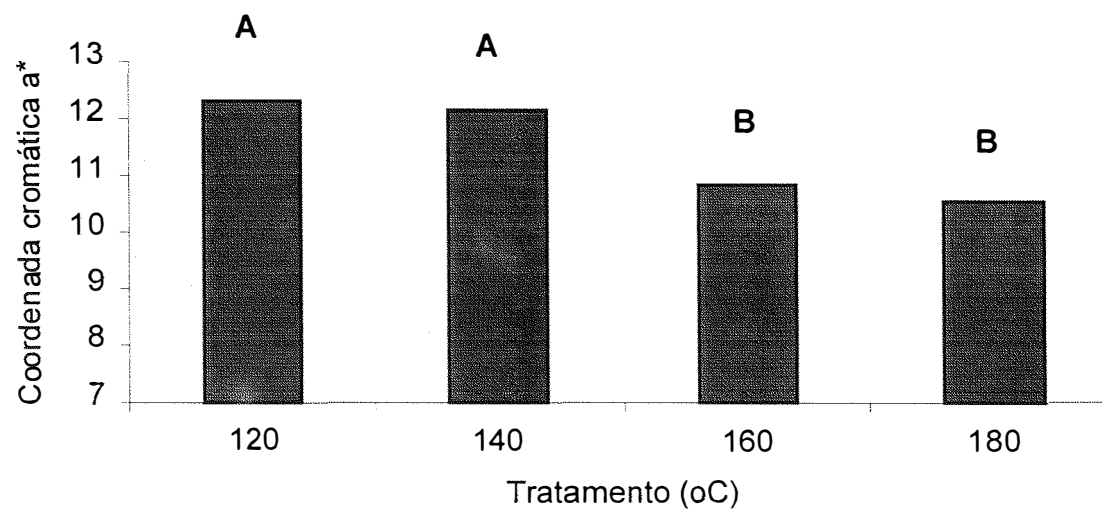 A
A
B
B
Coordenada cromática a*
13
12
11
10
9
8
7
120 140 160 180
Tratamento (oC)